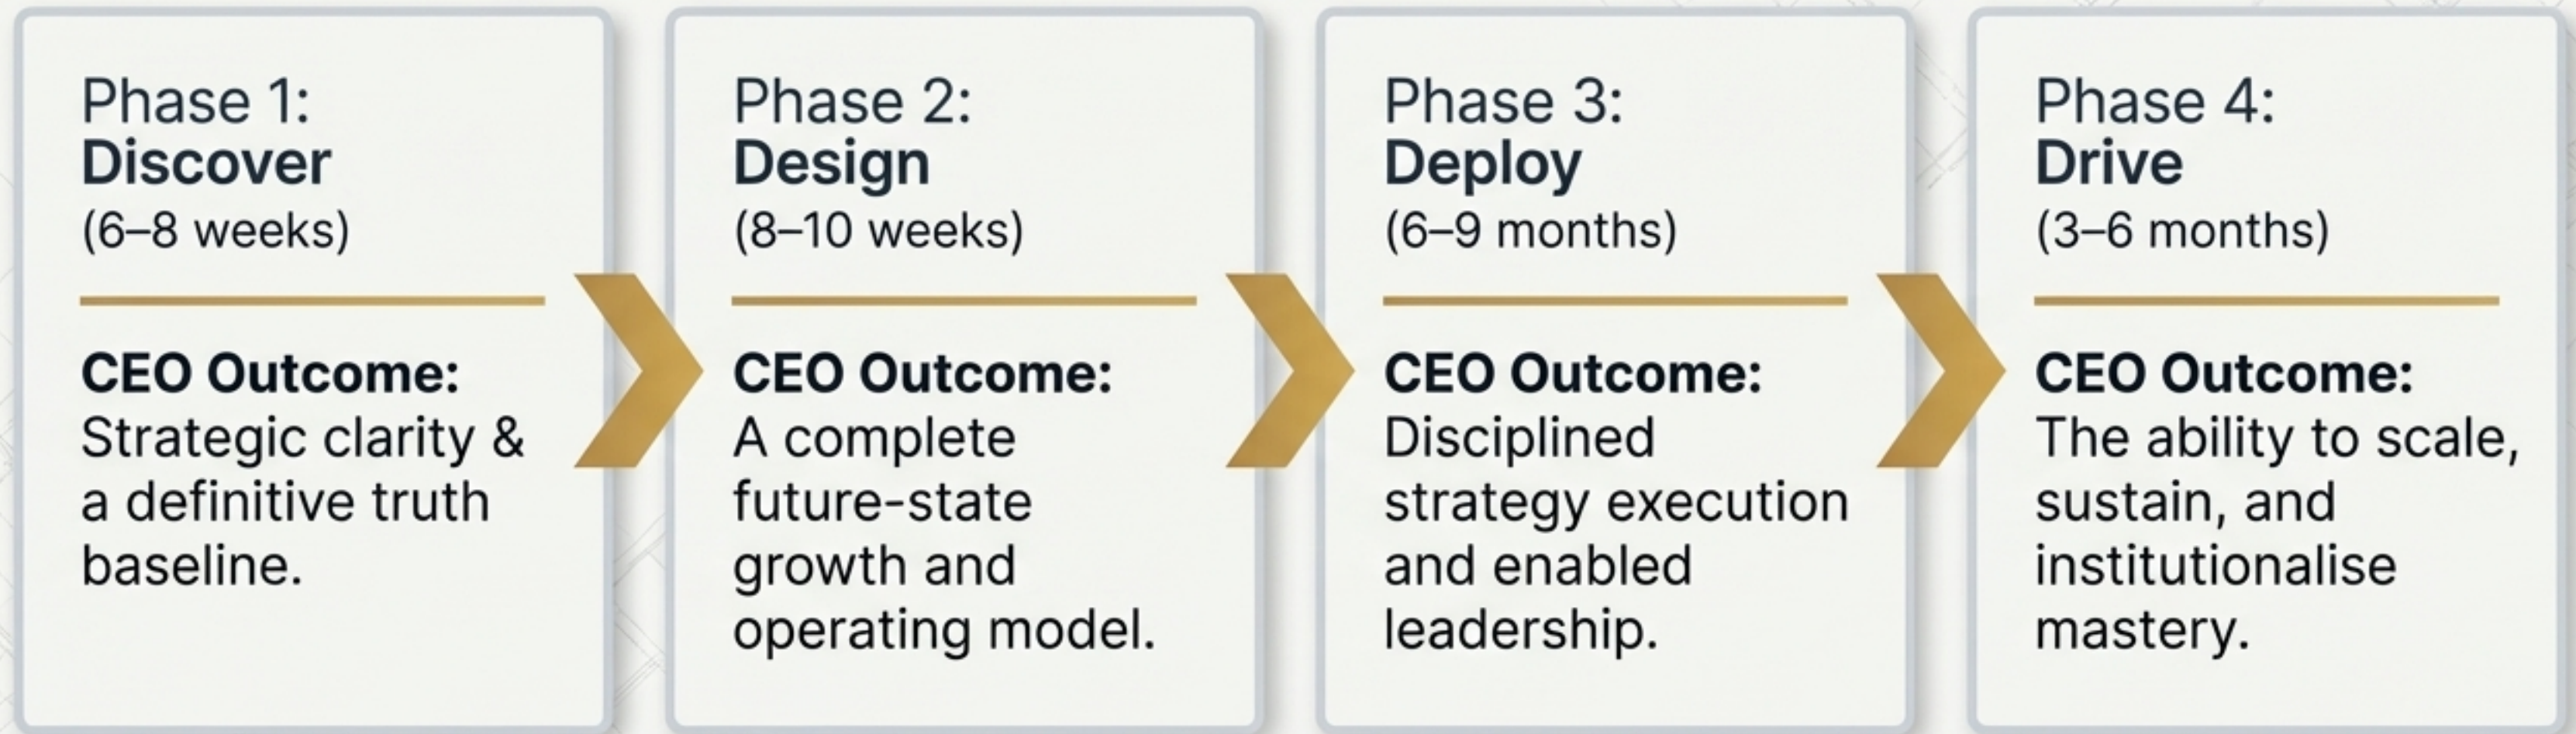 Phase 1:
Discover
(6–8 weeks)
CEO Outcome:
Strategic clarity &
a definitive truth
baseline.
Phase 2:
Design
(8–10 weeks)
CEO Outcome:
A complete
future-state
growth and
operating model.
Phase 3:
Deploy
(6–9 months)
CEO Outcome:
Disciplined
strategy execution
and enabled
leadership.
Phase 4:
Drive
(3–6 months)
CEO Outcome:
The ability to scale,
sustain, and
institutionalise
mastery.